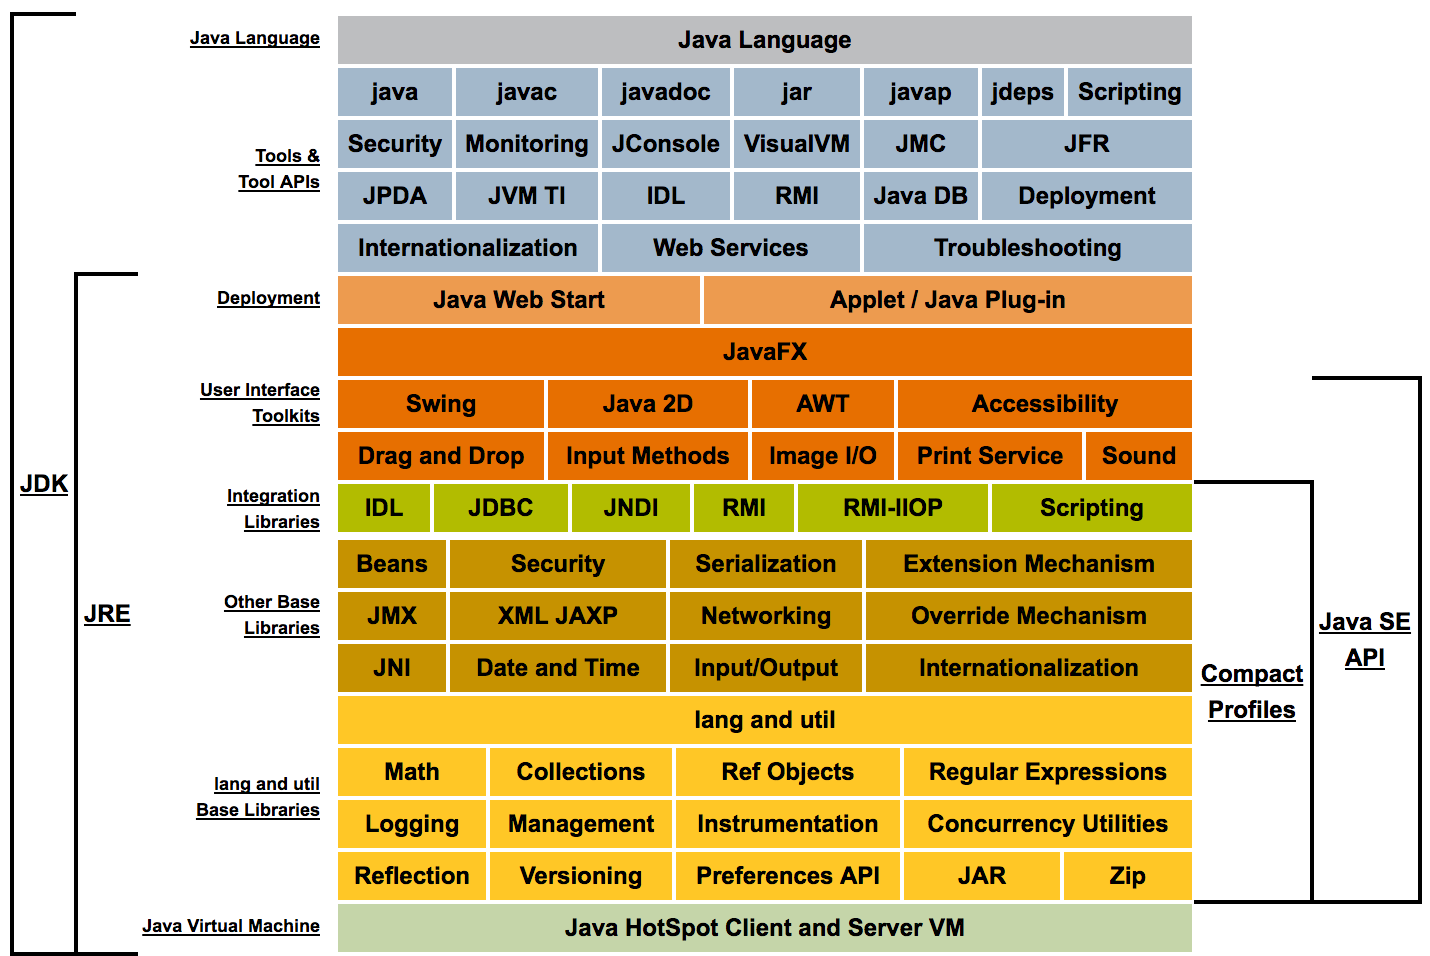 Java Language
Java Language
java javac javadoc jar javap jdeps Scripting
Tools &
Tool APIs
Security Monitoring JConsole VisualVM JMC JFR
JPDA JVM TI IDL RMI Java DB Deployment
Internationalization Web Services Troubleshooting
Deployment
Java Web Start Applet / Java Plug-in
JavaFX
User Interface
Toolkits
Swing Java 2D AWT Accessibility
Drag and Drop Input Methods Image I/O Print Service Sound
JDK
Integration
Libraries
IDL JDBC JNDI RMI RMI-IIOP Scripting
Beans Security Serialization Extension Mechanism
JRE
Other Base
Libraries
JMX XML JAXP Networking Override Mechanism
JNI Date and Time Input/Output Internationalization
Java SE
API
Compact
Profiles
lang and util
lang and util
Base Libraries
Math Collections Ref Objects Regular Expressions
Logging Management Instrumentation Concurrency Utilities
Reflection Versioning Preferences API JAR Zip
Java Virtual Machine
Java HotSpot Client and Server VM